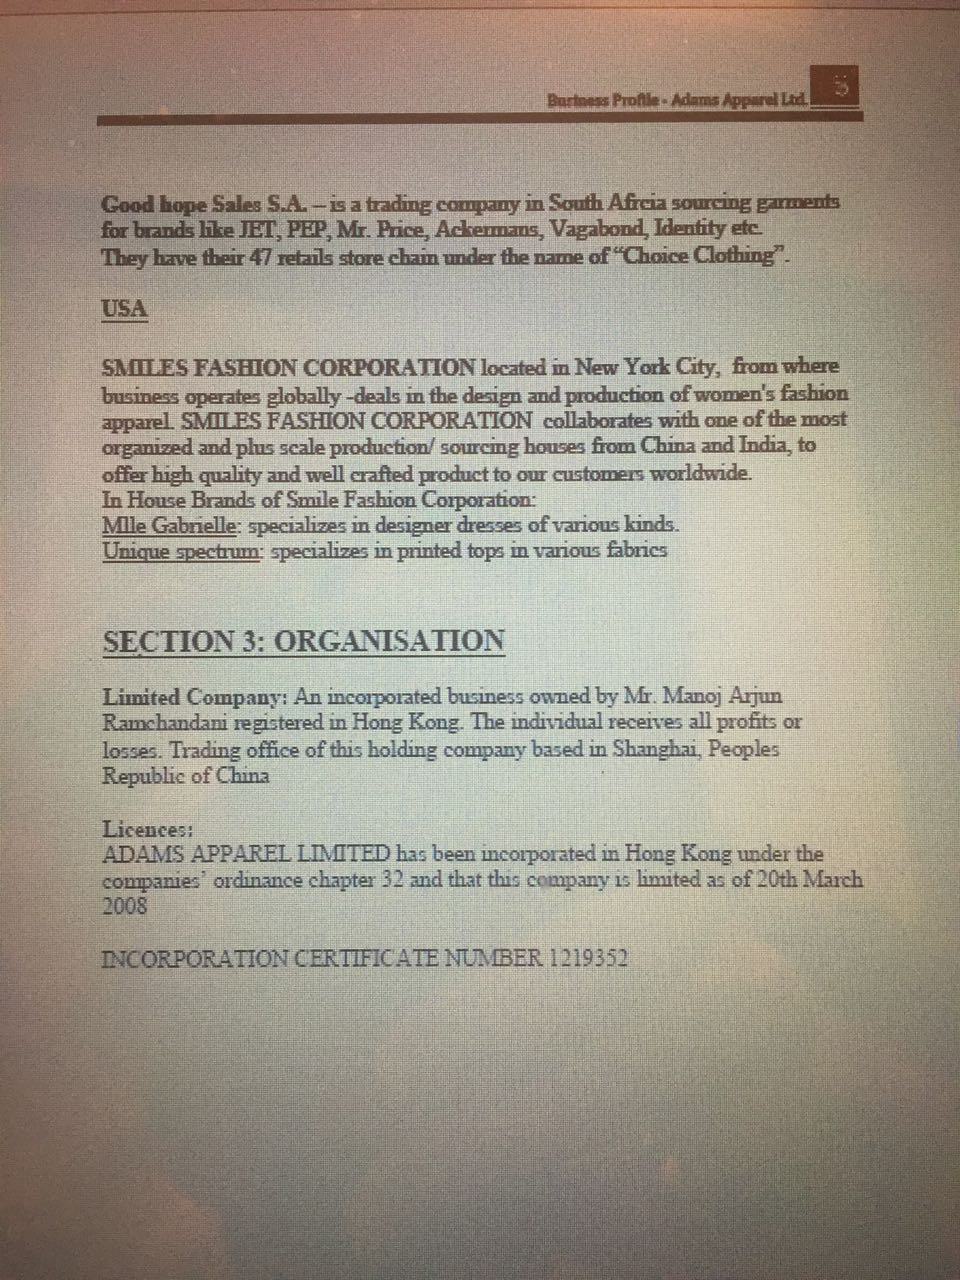 Business Profile - Adams Apparel Ltd.
Good hope Sales S.A. – is a trading company in South Afrcia sourcing garments
for brands like JET, PEP, Mr. Price, Ackermans, Vagabond, Identity etc.
They have their 47 retails store chain under the name of "Choice Clothing".
USA
SMILES FASHION CORPORATION located in New York City, from where
business operates globally -deals in the design and production of women's fashion
apparel. SMILES FASHION CORPORATION collaborates with one of the most
organized and plus scale production/ sourcing houses from China and India, to
offer high quality and well crafted product to our customers worldwide.
In House Brands of Smile Fashion Corporation:
Mlle Gabrielle: specializes in designer dresses of various kinds.
Unique spectrum: specializes in printed tops in various fabrics
SECTION 3: ORGANISATION
Limited Company: An incorporated business owned by Mr. Manoj Arjun
Ramchandani registered in Hong Kong. The individual receives all profits or
losses. Trading office of this holding company based in Shanghai, Peoples
Republic of China
Licences:
ADAMS APPAREL LIMITED has been incorporated in Hong Kong under the
companies' ordinance chapter 32 and that this company is limited as of 20th March
2008
INCORPORATION CERTIFICATE NUMBER 1219352